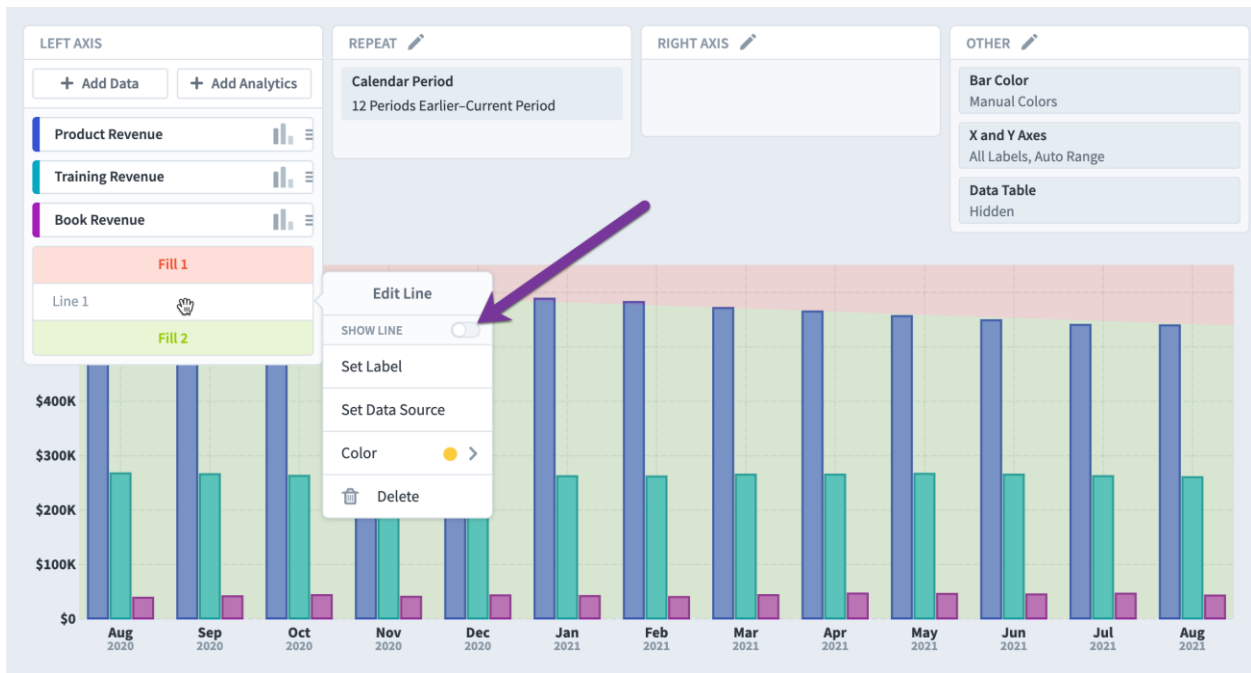 LEFT AXIS
+ Add Data
+ Add Analytics
Product Revenue
Training Revenue
Book Revenue
Fill 1
Line 1
Fill 2
REPEAT
Calendar Period
12 Periods Earlier–Current Period
RIGHT AXIS
OTHER
Bar Color
Manual Colors
X and Y Axes
All Labels, Auto Range
Data Table
Hidden
Edit Line
SHOW LINE
Set Label
Set Data Source
Color
Delete
$400K
$300K
$200K
$100K
$0
Aug Sep Oct Nov Dec Jan Feb Mar Apr May Jun Jul Aug
2020 2020 2020 2020 2020 2021 2021 2021 2021 2021 2021 2021 2021